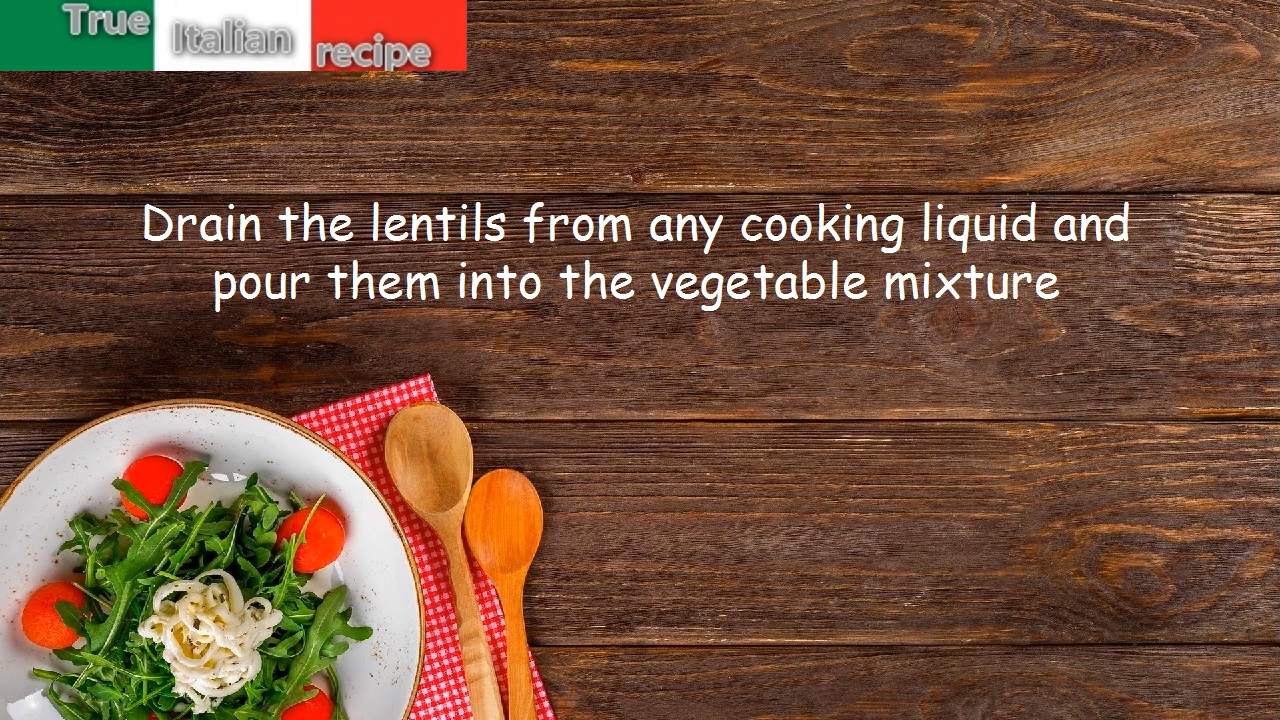 True Italian recipe
Drain the lentils from any cooking liquid and
pour them into the vegetable mixture